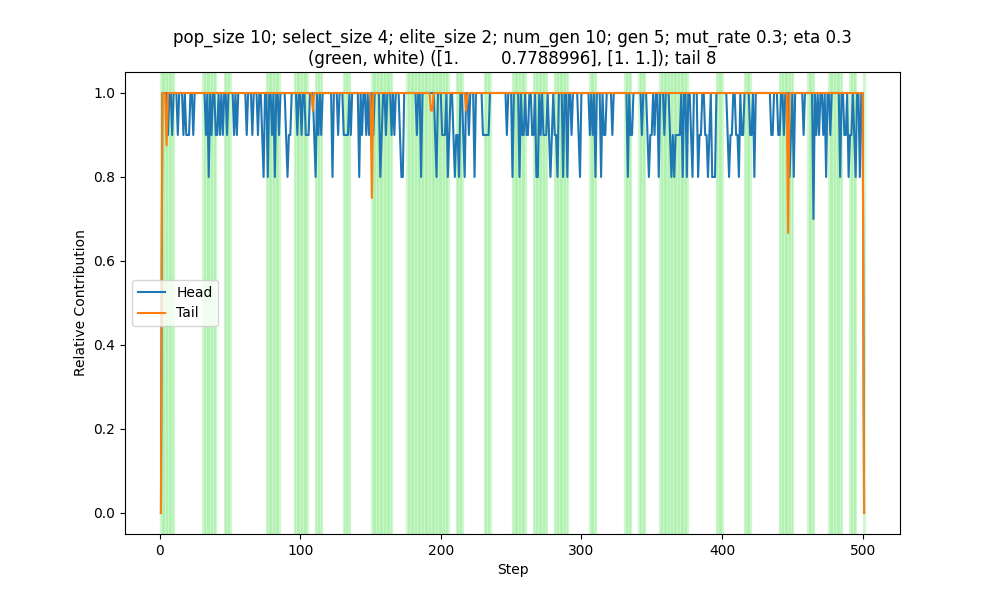 pop_size 10; select_size 4; elite_size 2; num_gen 10; gen 5; mut_rate 0.3; eta 0.3
(green, white) ([1.        0.7788996], [1. 1.]); tail 8
1.0
0.8
0.6
0.4
0.2
0.0
Relative Contribution
Head
Tail
0
100
200
300
400
500
Step